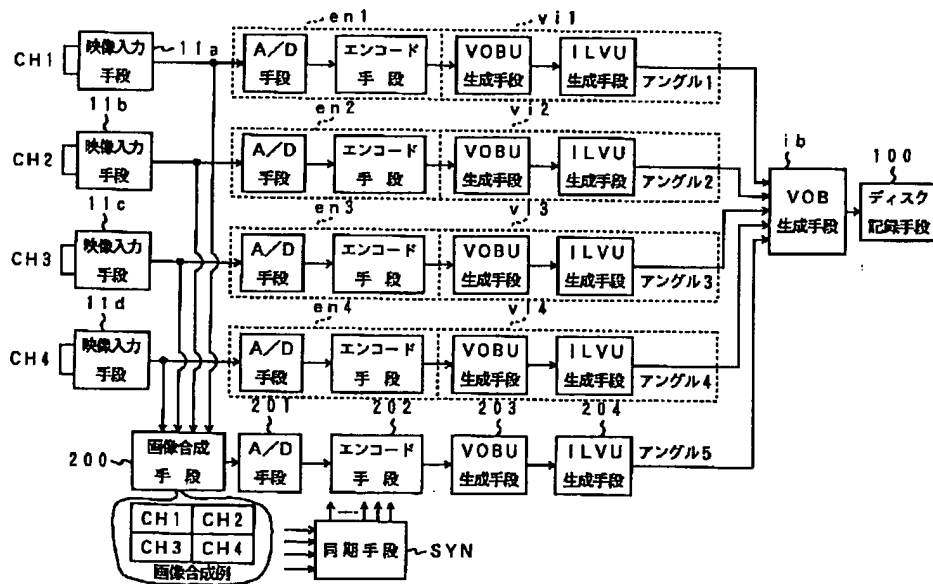 en1
vi1
CH1
映像入力
手段
11a
A/D
手段
エンコード
手 段
VOBU
生成手段
ILVU
生成手段
アングル1
11b
en2
vi2
CH2
映像入力
手段
A/D
手段
エンコード
手 段
VOBU
生成手段
ILVU
生成手段
アングル2
ib
VOB
生成手段
100
ディスク
記録手段
11c
en3
vi3
CH3
映像入力
手段
A/D
手段
エンコード
手 段
VOBU
生成手段
ILVU
生成手段
アングル3
11d
en4
vi4
CH4
映像入力
手段
A/D
手段
エンコード
手 段
VOBU
生成手段
ILVU
生成手段
アングル4
201
202
203
204
200
画像合成
手 段
A/D
手段
エンコード
手 段
VOBU
生成手段
ILVU
生成手段
アングル5
CH1 CH2
CH3 CH4
画像合成例
同期手段
SYN